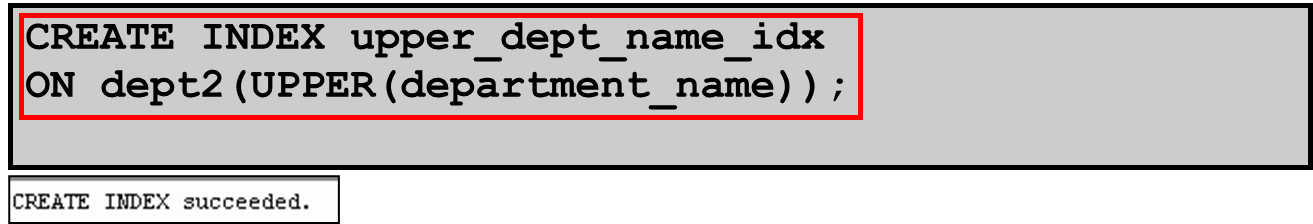 CREATE INDEX upper_dept_name_idx
ON dept2(UPPER(department_name));
CREATE INDEX succeeded.